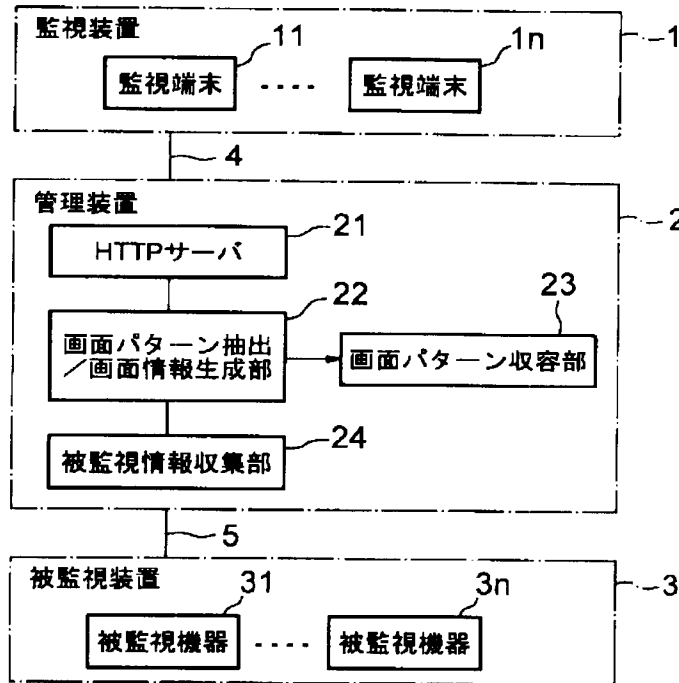 監視装置
1
11
1n
監視端末
監視端末
4
管理装置
2
21
HTTPサーバ
22
画面パターン抽出
／画面情報生成部
23
画面パターン収容部
24
被監視情報収集部
5
被監視装置
3
31
3n
被監視機器
被監視機器